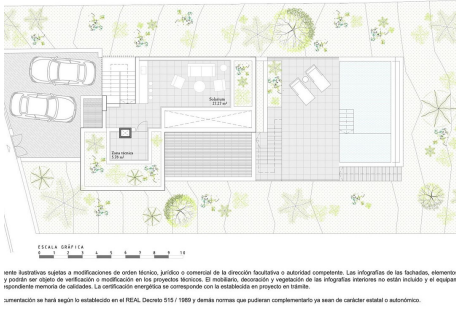 Solarium
21.21 m²
Zona técnica
5.26 m²
ESCALA GRÁFICA
0 1 2 3 4 5 6 7 8 9 10
mente ilustrativas sujetas a modificaciones de orden técnico, jurídico o comercial de la dirección facultativa o autoridad competente. Las infografías de las fachadas, elementos
y podrán ser objeto de verificación o modificación en los proyectos técnicos. El mobiliario, decoración y vegetación de las infografías interiores no están incluido y el equipam
espondiente memoria de calidades. La certificación energética se corresponde con la establecida en proyecto en trámite.
cumentación se hará según lo establecido en el REAL Decreto 515 / 1989 y demás normas que pudieran complementarlo ya sean de carácter estatal o autonómico.